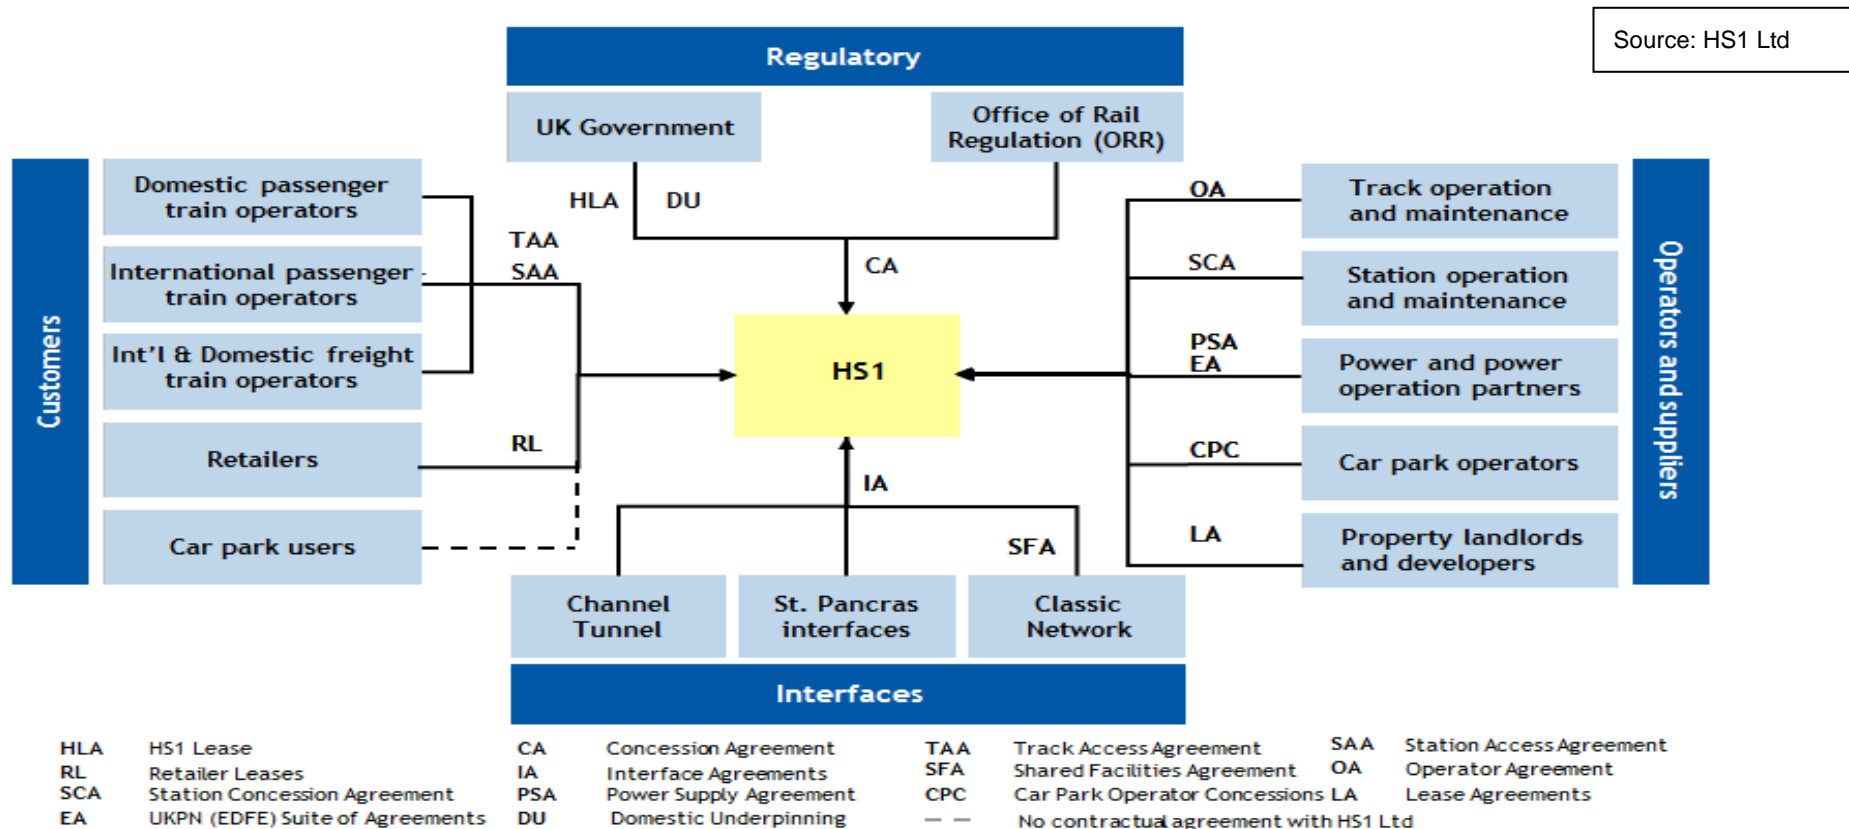 Source: HS1 Ltd
Regulatory
UK Government
Office of Rail
Regulation (ORR)
HLA
DU
CA
Customers
Domestic passenger
train operators
International passenger
train operators
Int'l & Domestic freight
train operators
Retailers
Car park users
TAA
SAA
RL
HS1
OA
SCA
PSA
EA
CPC
LA
Track operation
and maintenance
Station operation
and maintenance
Power and power
operation partners
Car park operators
Property landlords
and developers
Operators and suppliers
IA
SFA
Channel
Tunnel
St. Pancras
interfaces
Classic
Network
Interfaces
HLA HS1 Lease CA Concession Agreement TAA Track Access Agreement SAA Station Access Agreement
RL Retailer Leases IA Interface Agreements SFA Shared Facilities Agreement OA Operator Agreement
SCA Station Concession Agreement PSA Power Supply Agreement CPC Car Park Operator Concessions LA Lease Agreements
EA UKPN (EDFE) Suite of Agreements DU Domestic Underpinning — — No contractual agreement with HS1 Ltd